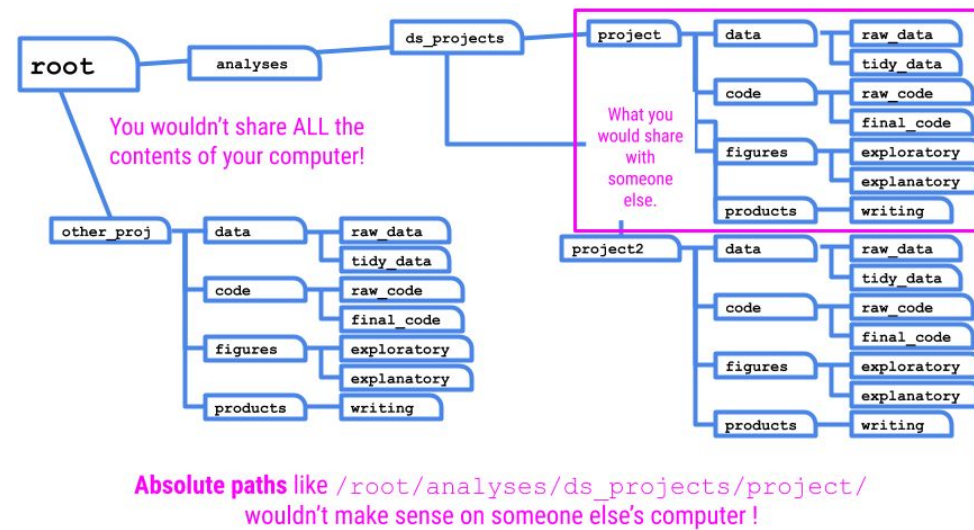 root
analyses
ds_projects
project
data
raw_data
tidy_data
code
raw_code
final_code
figures
exploratory
explanatory
products
writing
You wouldn't share ALL the
contents of your computer!
What you
would share
with
someone
else.
other_proj
data
raw_data
tidy_data
code
raw_code
final_code
figures
exploratory
explanatory
products
writing
project2
data
raw_data
tidy_data
code
raw_code
final_code
figures
exploratory
explanatory
products
writing
Absolute paths like /root/analyses/ds_projects/project/
wouldn't make sense on someone else's computer !